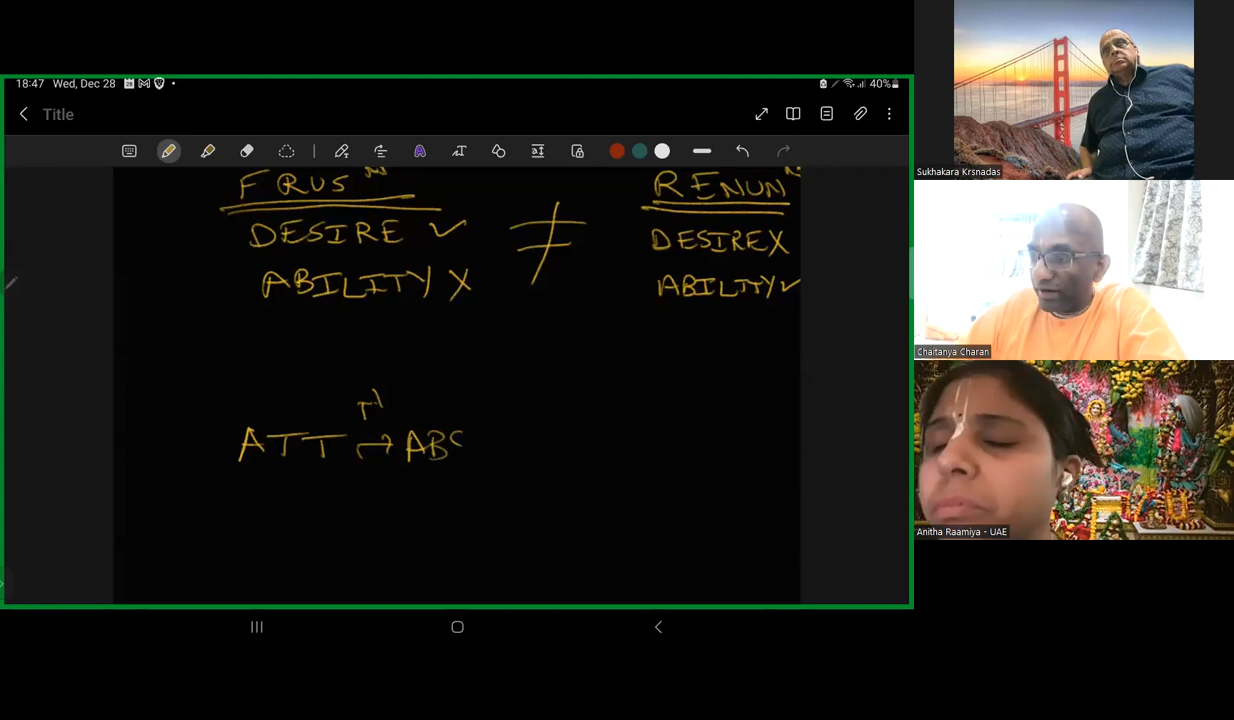 18:47 Wed, Dec 28
40%
Title
FRUS^N
RENUN^N
DESIRE ✓
≠
DESIRE X
ABILITY X
ABILITY ✓
ATT → ABS
Sukhakara Krsnadas
Chaitanya Charan
Anitha Raamiya - UAE